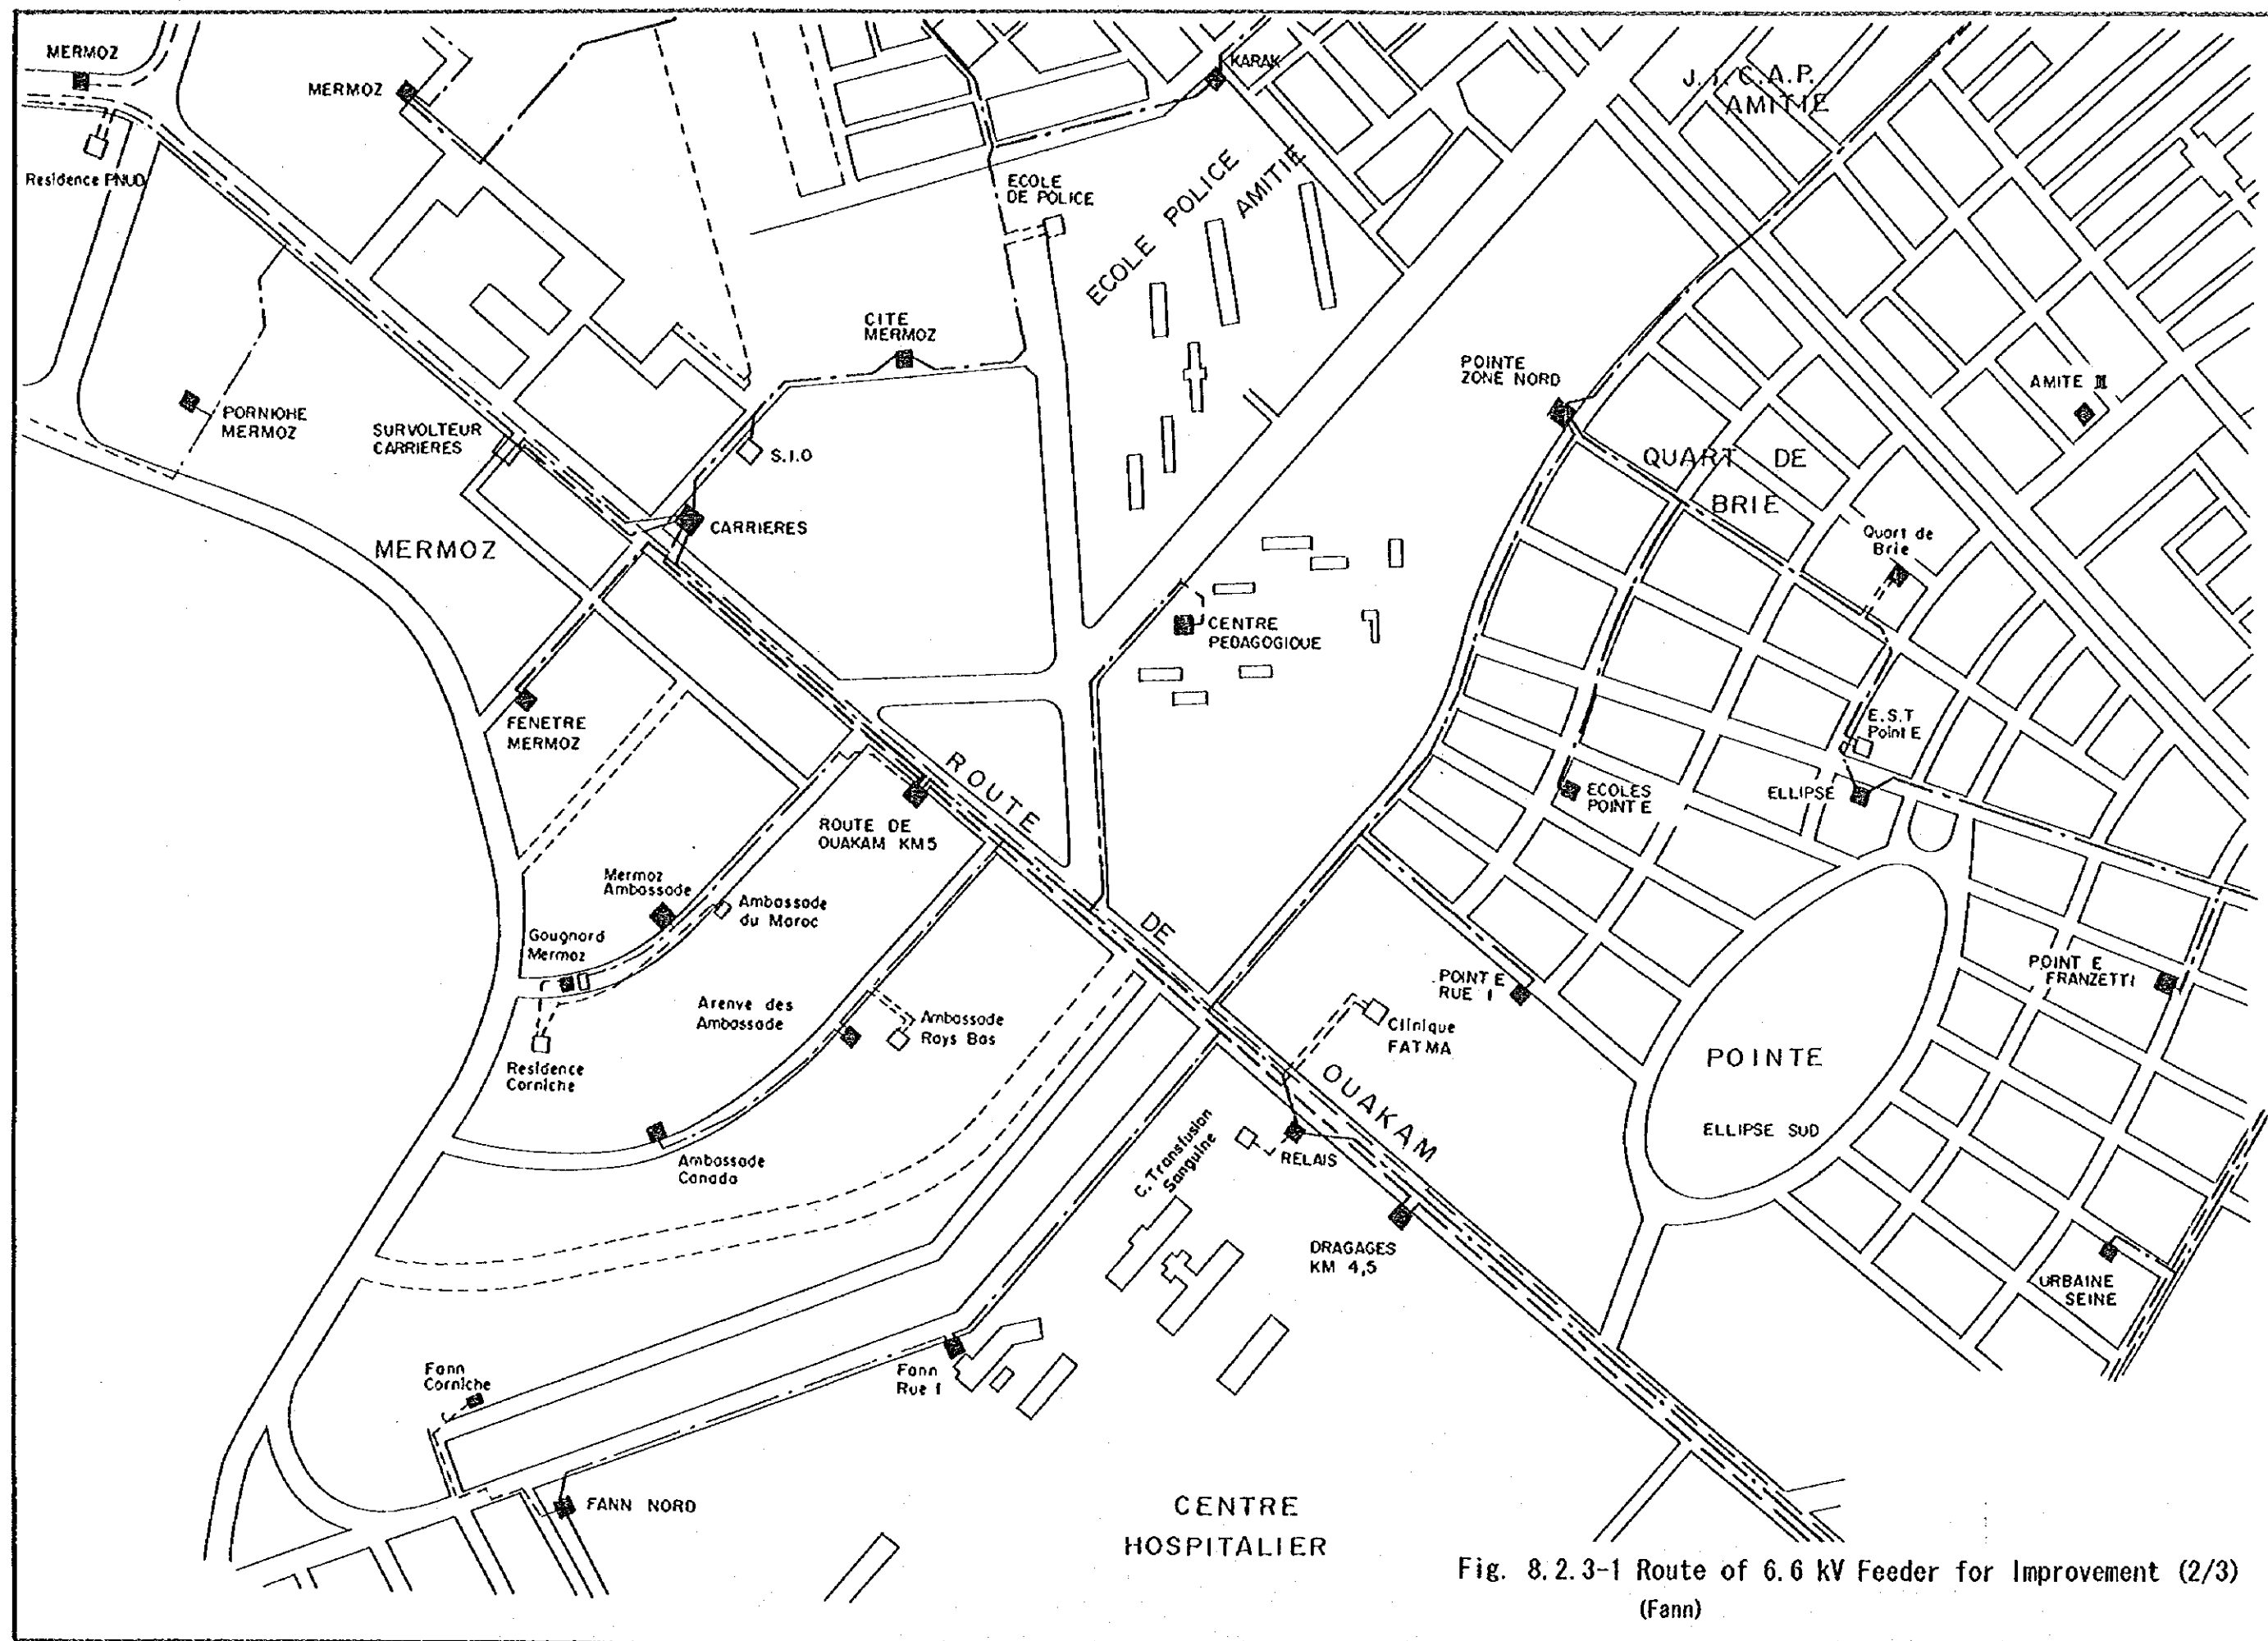 MERMOZ
MERMOZ
KARAK
AMITIE
Residence PNUD
ECOLE
DE POLICE
ECOLE POLICE
AMITIE
CITE
MERMOZ
PORNIOHE
MERMOZ
SURVOLTEUR
CARRIERES
S.I.O
POINTE
ZONE NORD
AMITE II
QUART DE
BRIE
CARRIERES
MERMOZ
Quart de
Brie
CENTRE
PEDAGOGIQUE
FENETRE
MERMOZ
E.S.T
Point E
ROUTE
DE
OUAKAM
ECOLES
POINT E
ELLIPSE
ROUTE DE
OUAKAM KM5
Mermoz
Ambassade
Ambassade
du Maroc
Gougnard
Mermoz
POINT E
RUE 1
POINT E
FRANZETTI
Arenve des
Ambassade
Ambassade
Rays Bas
Clinique
FATMA
Residence
Corniche
POINTE
ELLIPSE SUD
Ambassade
Canada
C. Transfusion
Sanguine
RELAIS
DRAGAGES
KM 4,5
URBAINE
SEINE
Fann
Corniche
Fann
Rue 1
FANN NORD
CENTRE
HOSPITALIER
Fig. 8.2.3-1 Route of 6.6 kV Feeder for Improvement (2/3)
(Fann)